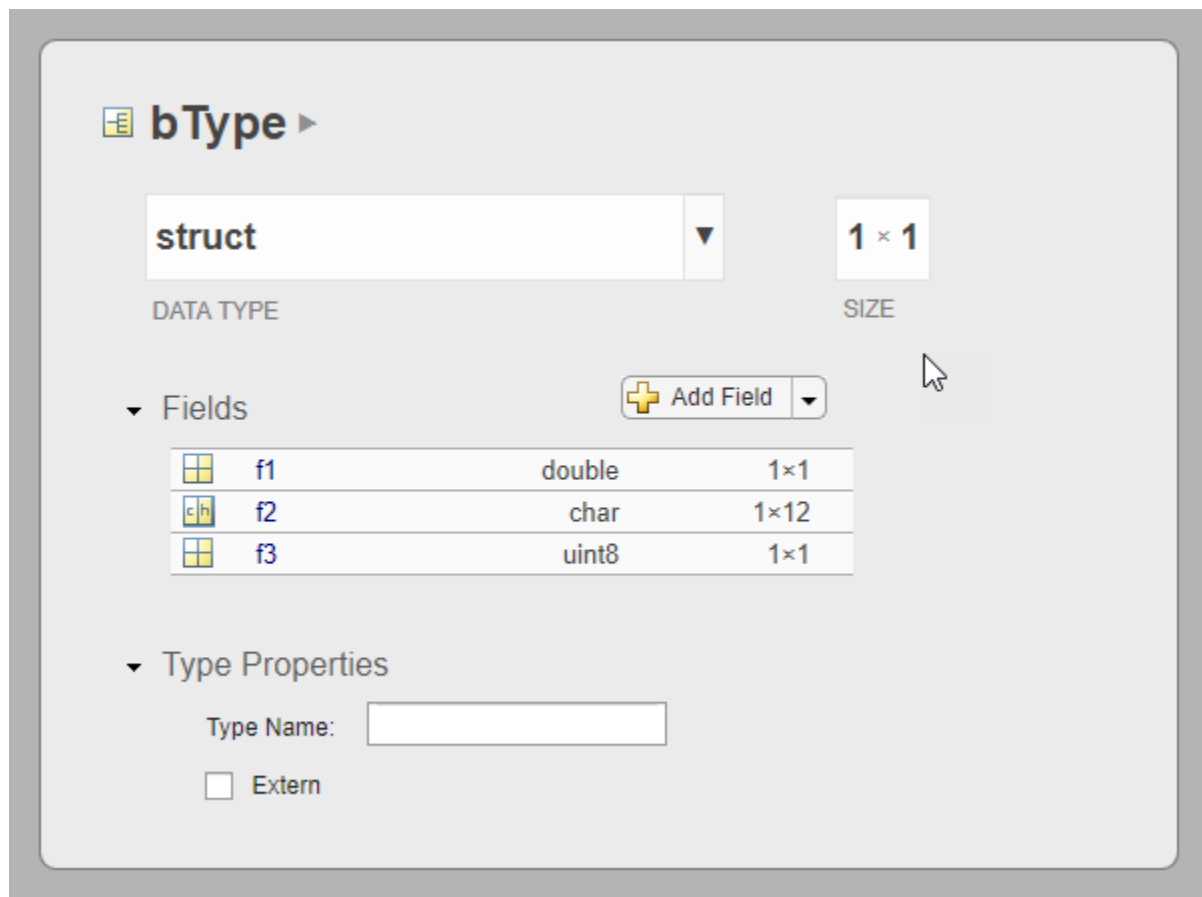 bType
struct 1 × 1
DATA TYPE SIZE
Fields Add Field
f1 double 1×1
ch f2 char 1×12
f3 uint8 1×1
Type Properties
Type Name:
Extern